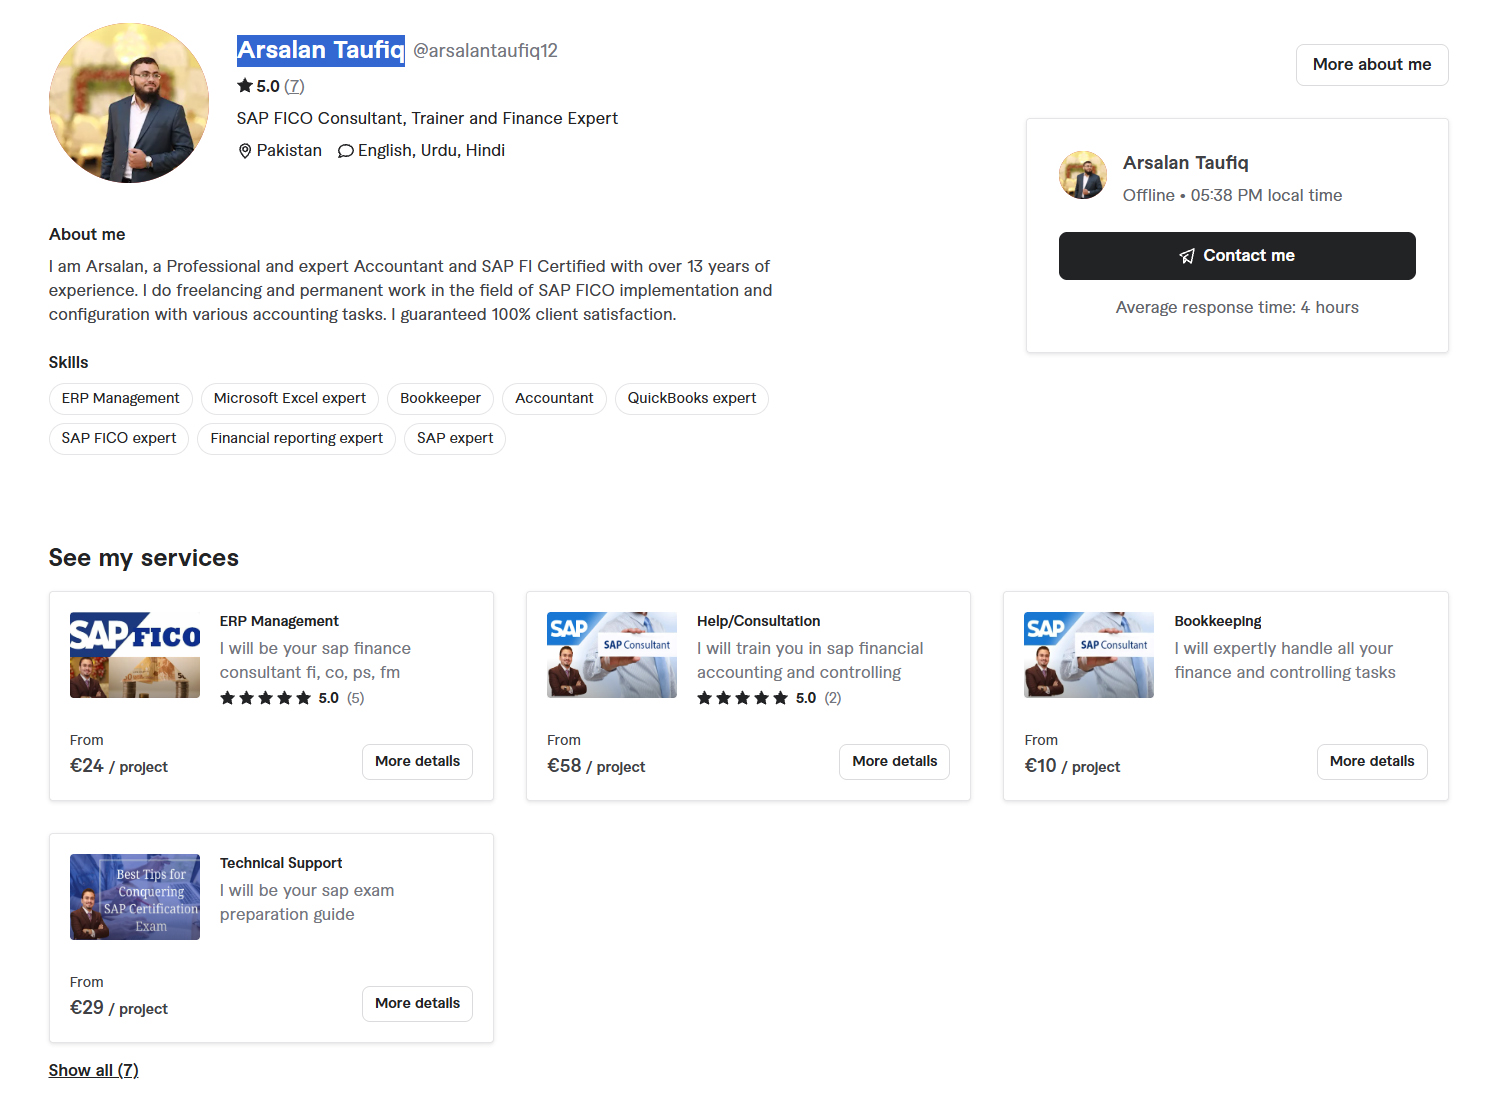 Arsalan Taufiq @arsalantaufiq12
5.0 (7)
SAP FICO Consultant, Trainer and Finance Expert
Pakistan English, Urdu, Hindi
More about me
Arsalan Taufiq
Offline • 05:38 PM local time
Contact me
Average response time: 4 hours
About me
I am Arsalan, a Professional and expert Accountant and SAP FI Certified with over 13 years of
experience. I do freelancing and permanent work in the field of SAP FICO implementation and
configuration with various accounting tasks. I guaranteed 100% client satisfaction.
Skills
ERP Management Microsoft Excel expert Bookkeeper Accountant QuickBooks expert
SAP FICO expert Financial reporting expert SAP expert
See my services
SAP FICO
ERP Management
I will be your sap finance
consultant fi, co, ps, fm
5.0 (5)
From
€24 / project
More details
SAP
SAP Consultant
Help/Consultation
I will train you in sap financial
accounting and controlling
5.0 (2)
From
€58 / project
More details
SAP
SAP Consultant
Bookkeeping
I will expertly handle all your
finance and controlling tasks
From
€10 / project
More details
Best Tips for
Conquering
SAP Certification
Exam
Technical Support
I will be your sap exam
preparation guide
From
€29 / project
More details
Show all (7)